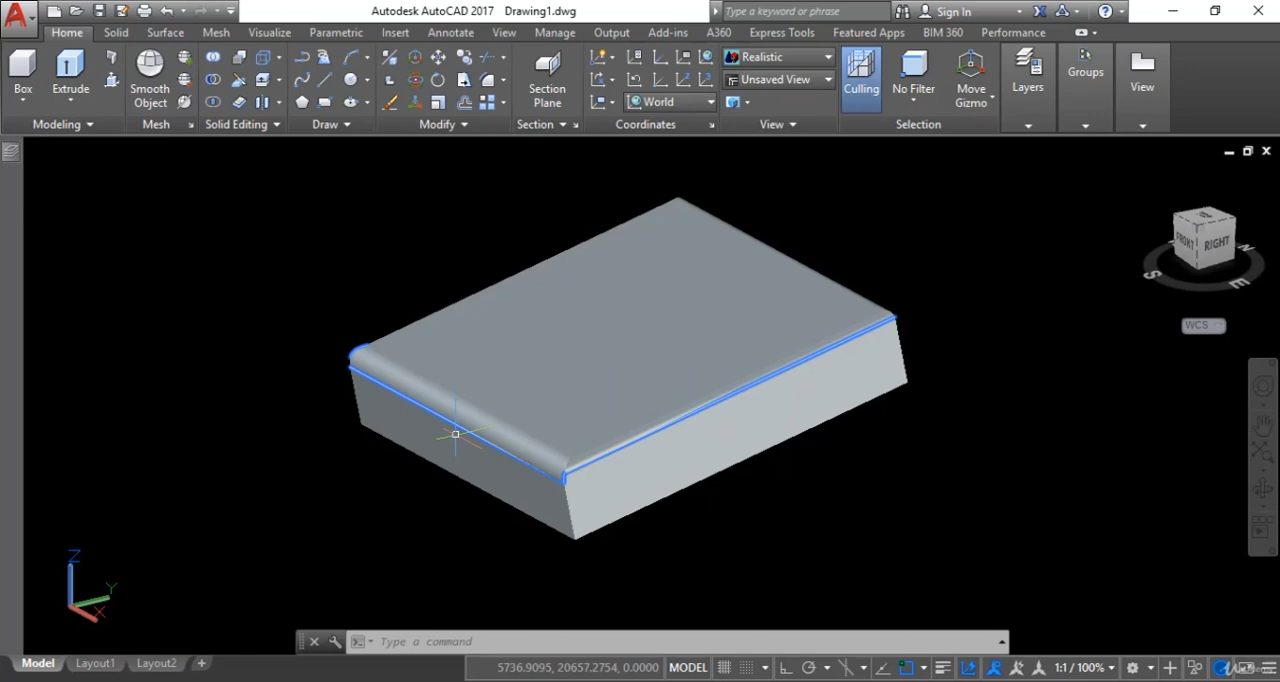 Autodesk AutoCAD 2017 Drawing1.dwg
Type a keyword or phrase
Sign In
Home Solid Surface Mesh Visualize Parametric Insert Annotate View Manage Output Add-ins A360 Express Tools Featured Apps BIM 360 Performance
Box
Extrude
Smooth Object
Section Plane
Realistic
Unsaved View
World
Culling
No Filter
Move Gizmo
Layers
Groups
View
Modeling
Mesh
Solid Editing
Draw
Modify
Section
Coordinates
View
Selection
FRONT RIGHT
S E N
WCS
Z
Y
X
Type a command
Model Layout1 Layout2
5736.9095, 20657.2754, 0.0000 MODEL 1:1 / 100%